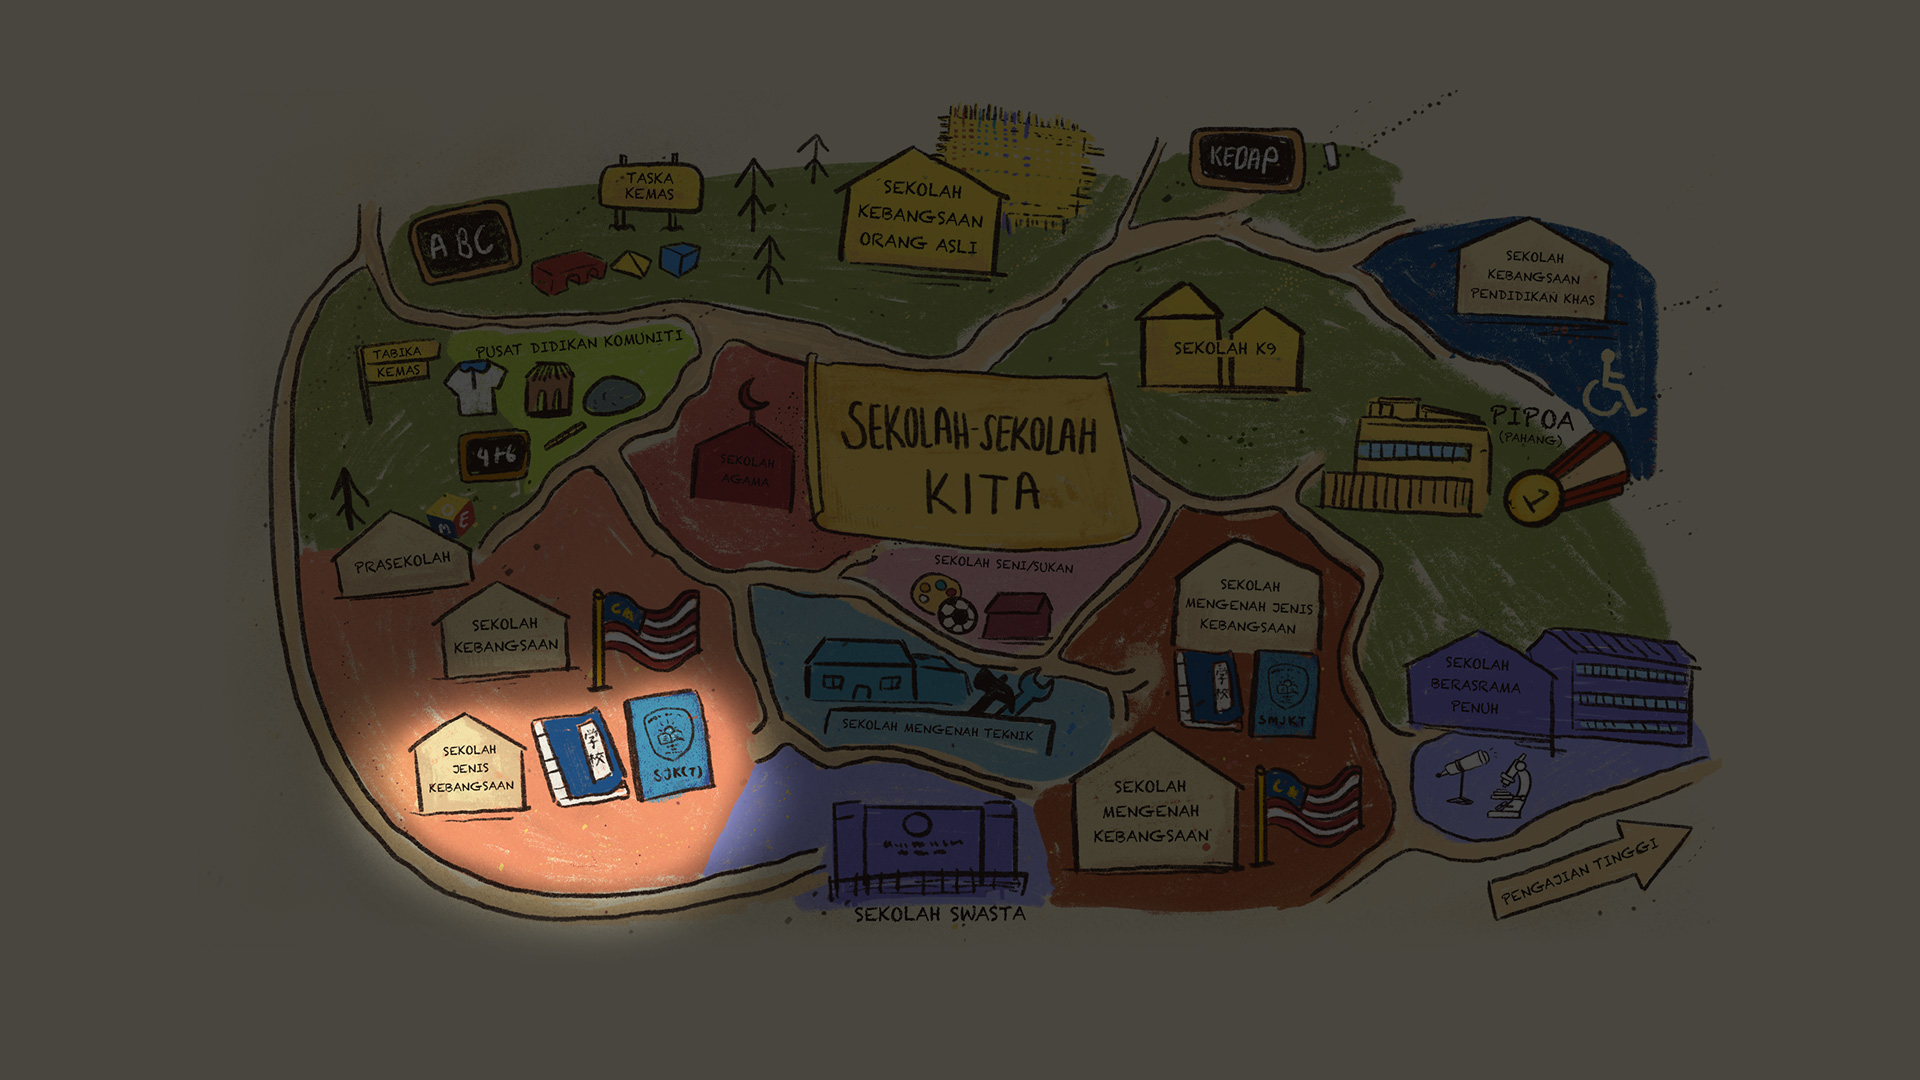 KEDAP
TASKA
KEMAS
ABC
SEKOLAH
KEBANGSAAN
ORANG ASLI
SEKOLAH
KEBANGSAAN
PENDIDIKAN KHAS
TABIKA
KEMAS
PUSAT DIDIKAN KOMUNITI
SEKOLAH K9
4+6
SEKOLAH
AGAMA
SEKOLAH-SEKOLAH
KITA
PIPOA
(PAHANG)
1
O
M E
PRASEKOLAH
SEKOLAH SENI/SUKAN
SEKOLAH
KEBANGSAAN
SEKOLAH
MENGENAH JENIS
KEBANGSAAN
学校
SMJKT
SEKOLAH
BERASRAMA
PENUH
SEKOLAH MENGENAH TEKNIK
SEKOLAH
JENIS
KEBANGSAAN
学校
SJK(T)
SEKOLAH
MENGENAH
KEBANGSAAN
SEKOLAH SWASTA
PENGAJIAN TINGGI